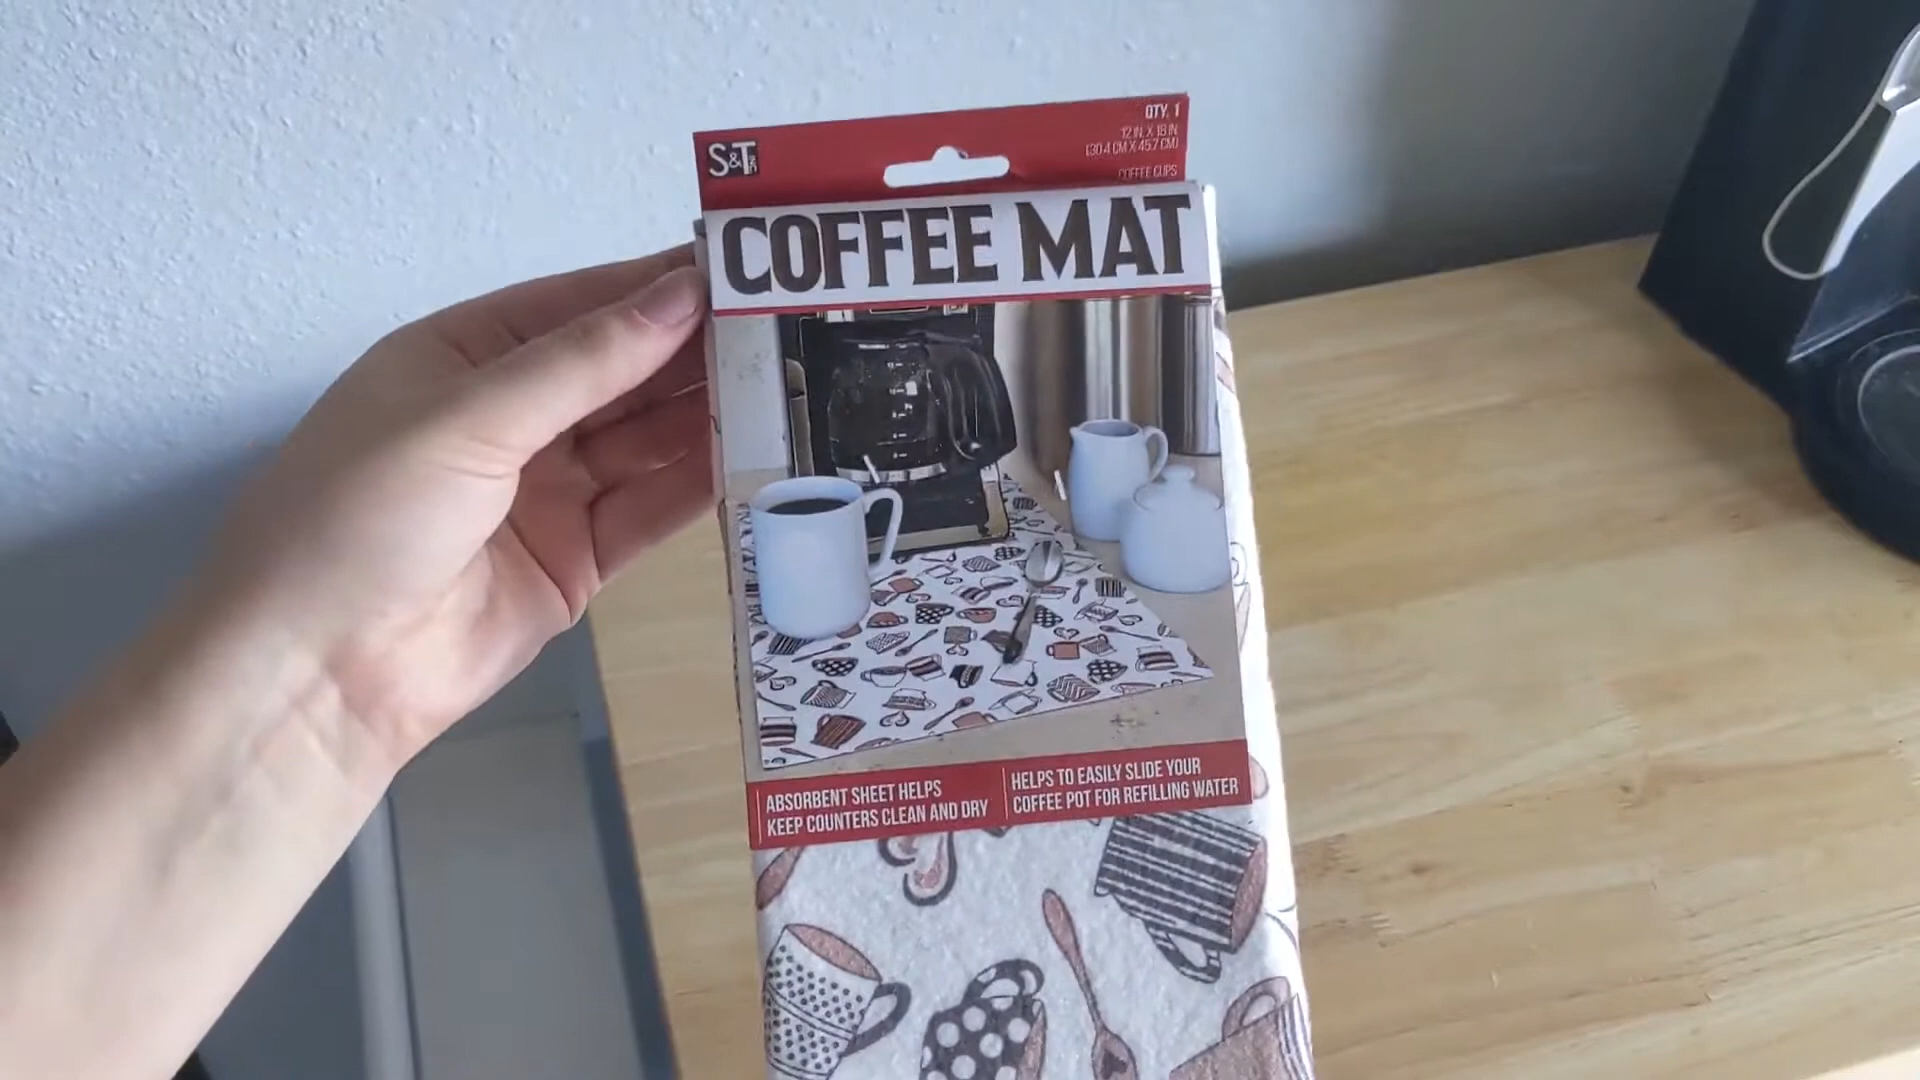 S&T INC
QTY. 1
12 IN. X 18 IN.
(30.4 CM X 45.7 CM)
COFFEE CUPS
COFFEE MAT
ABSORBENT SHEET HELPS
KEEP COUNTERS CLEAN AND DRY
HELPS TO EASILY SLIDE YOUR
COFFEE POT FOR REFILLING WATER